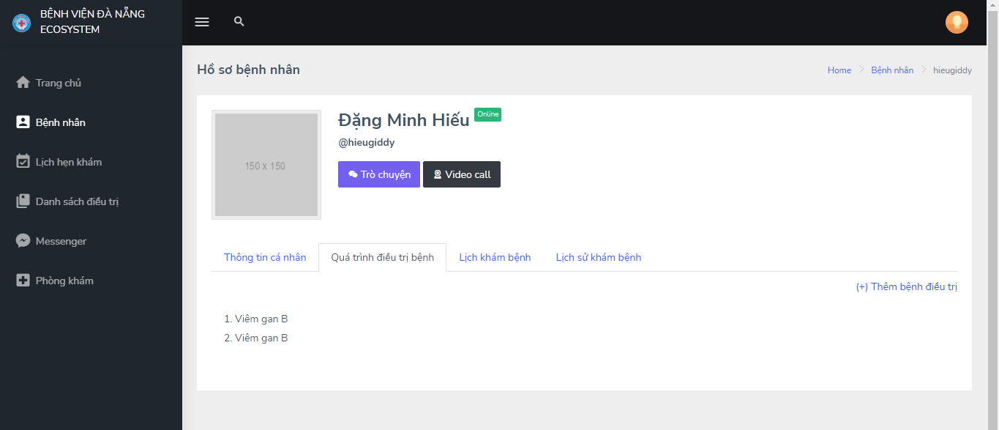 BỆNH VIỆN ĐÀ NẴNG
ECOSYSTEM
Trang chủ
Bệnh nhân
Lịch hẹn khám
Danh sách điều trị
Messenger
Phòng khám
Hồ sơ bệnh nhân
Home > Bệnh nhân > hieugiddy
150 x 150
Đặng Minh Hiếu Online
@hieugiddy
Trò chuyện Video call
Thông tin cá nhân Quá trình điều trị bệnh Lịch khám bệnh Lịch sử khám bệnh
(+) Thêm bệnh điều trị
1. Viêm gan B
2. Viêm gan B